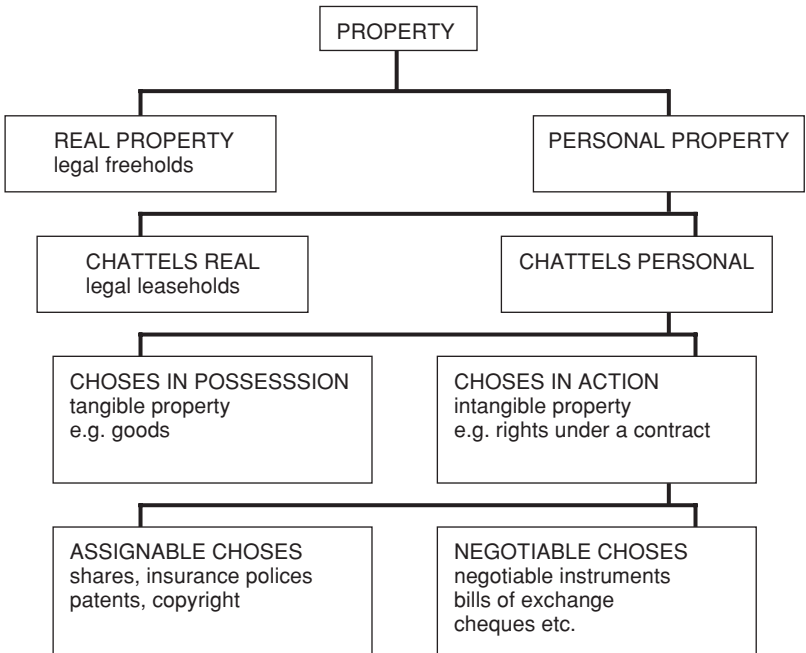 PROPERTY
REAL PROPERTY
legal freeholds
PERSONAL PROPERTY
CHATTELS REAL
legal leaseholds
CHATTELS PERSONAL
CHOSES IN POSSESSSION
tangible property
e.g. goods
CHOSES IN ACTION
intangible property
e.g. rights under a contract
ASSIGNABLE CHOSES
shares, insurance polices
patents, copyright
NEGOTIABLE CHOSES
negotiable instruments
bills of exchange
cheques etc.